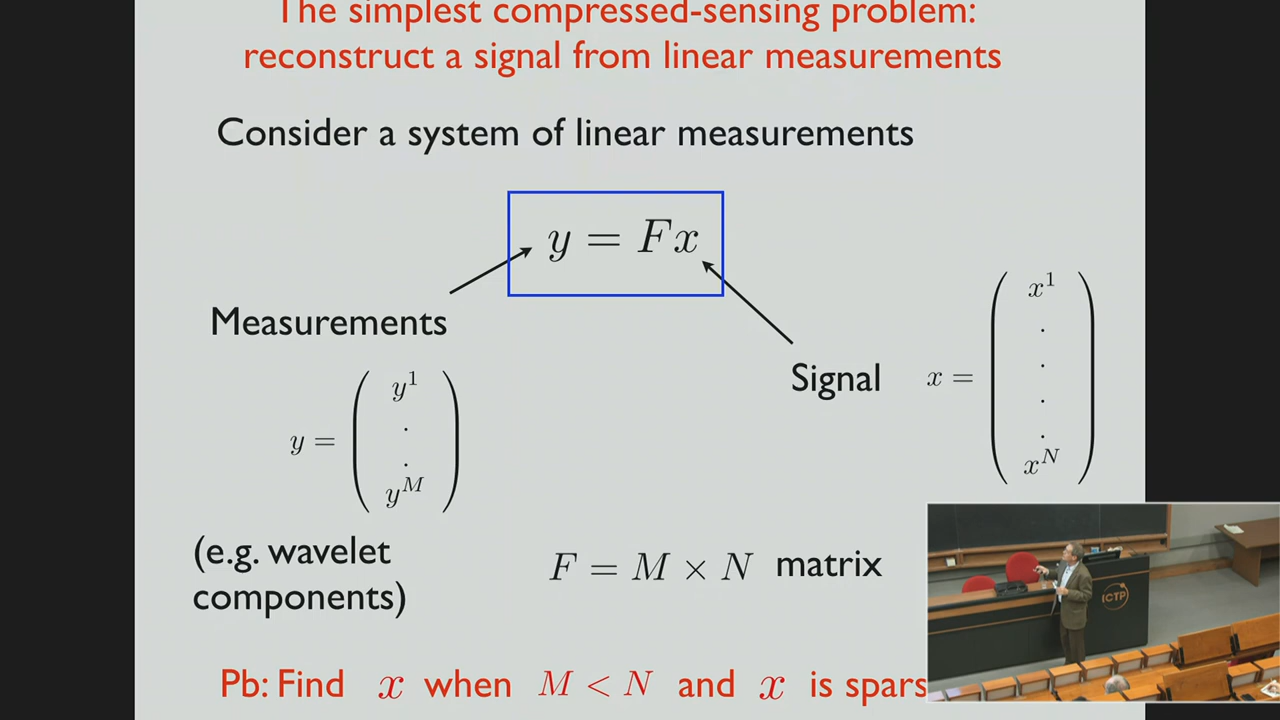 The simplest compressed-sensing problem:
reconstruct a signal from linear measurements
Consider a system of linear measurements
y = Fx
Measurements
Signal
x = ( x^1 . . . . x^N )
y = ( y^1 . . y^M )
(e.g. wavelet
components)
F = M × N matrix
Pb: Find x when M < N and x is spars
ICTP